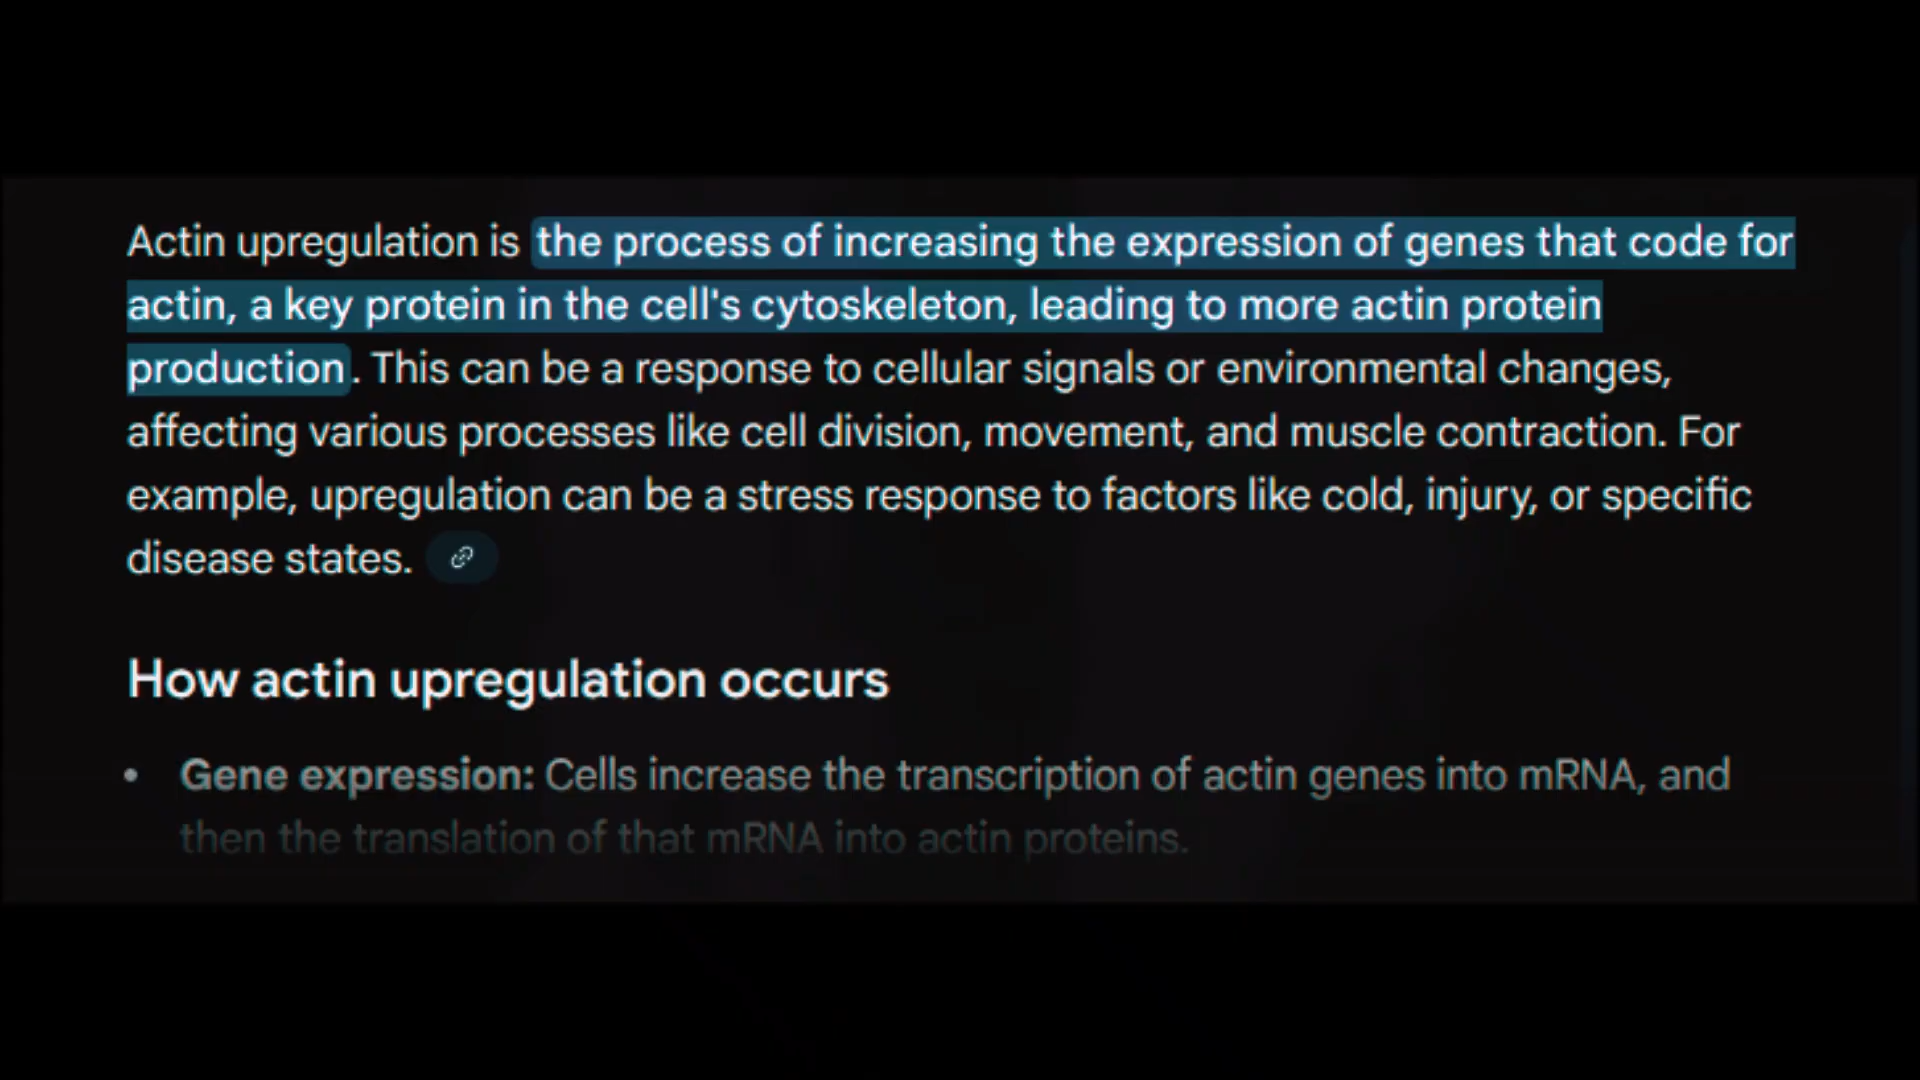 Actin upregulation is the process of increasing the expression of genes that code for
actin, a key protein in the cell's cytoskeleton, leading to more actin protein
production. This can be a response to cellular signals or environmental changes,
affecting various processes like cell division, movement, and muscle contraction. For
example, upregulation can be a stress response to factors like cold, injury, or specific
disease states.
How actin upregulation occurs
• Gene expression: Cells increase the transcription of actin genes into mRNA, and
then the translation of that mRNA into actin proteins.